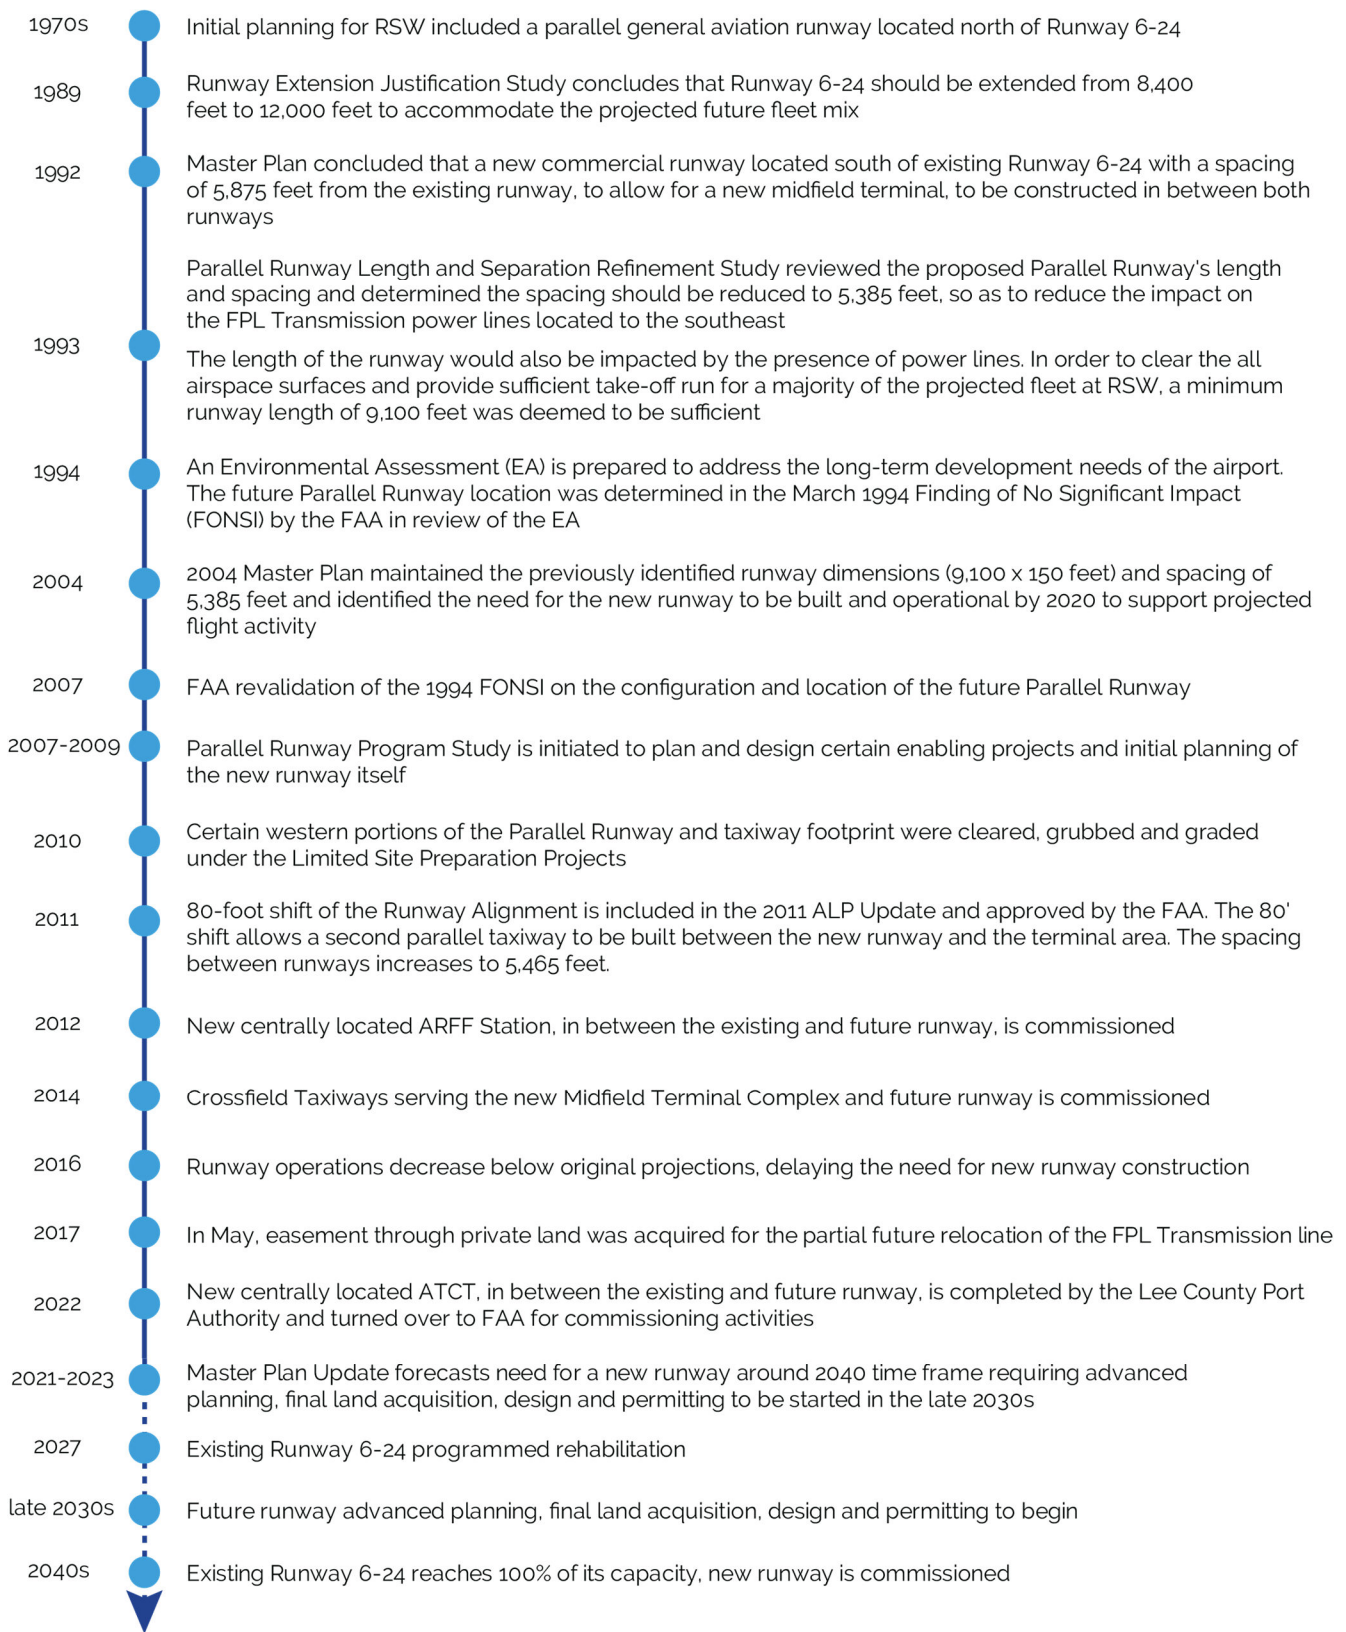 1970s
Initial planning for RSW included a parallel general aviation runway located north of Runway 6-24
1989
Runway Extension Justification Study concludes that Runway 6-24 should be extended from 8,400
feet to 12,000 feet to accommodate the projected future fleet mix
1992
Master Plan concluded that a new commercial runway located south of existing Runway 6-24 with a spacing
of 5,875 feet from the existing runway, to allow for a new midfield terminal, to be constructed in between both
runways
1993
Parallel Runway Length and Separation Refinement Study reviewed the proposed Parallel Runway's length
and spacing and determined the spacing should be reduced to 5,385 feet, so as to reduce the impact on
the FPL Transmission power lines located to the southeast
The length of the runway would also be impacted by the presence of power lines. In order to clear the all
airspace surfaces and provide sufficient take-off run for a majority of the projected fleet at RSW, a minimum
runway length of 9,100 feet was deemed to be sufficient
1994
An Environmental Assessment (EA) is prepared to address the long-term development needs of the airport.
The future Parallel Runway location was determined in the March 1994 Finding of No Significant Impact
(FONSI) by the FAA in review of the EA
2004
2004 Master Plan maintained the previously identified runway dimensions (9,100 x 150 feet) and spacing of
5,385 feet and identified the need for the new runway to be built and operational by 2020 to support projected
flight activity
2007
FAA revalidation of the 1994 FONSI on the configuration and location of the future Parallel Runway
2007-2009
Parallel Runway Program Study is initiated to plan and design certain enabling projects and initial planning of
the new runway itself
2010
Certain western portions of the Parallel Runway and taxiway footprint were cleared, grubbed and graded
under the Limited Site Preparation Projects
2011
80-foot shift of the Runway Alignment is included in the 2011 ALP Update and approved by the FAA. The 80'
shift allows a second parallel taxiway to be built between the new runway and the terminal area. The spacing
between runways increases to 5,465 feet.
2012
New centrally located ARFF Station, in between the existing and future runway, is commissioned
2014
Crossfield Taxiways serving the new Midfield Terminal Complex and future runway is commissioned
2016
Runway operations decrease below original projections, delaying the need for new runway construction
2017
In May, easement through private land was acquired for the partial future relocation of the FPL Transmission line
2022
New centrally located ATCT, in between the existing and future runway, is completed by the Lee County Port
Authority and turned over to FAA for commissioning activities
2021-2023
Master Plan Update forecasts need for a new runway around 2040 time frame requiring advanced
planning, final land acquisition, design and permitting to be started in the late 2030s
2027
Existing Runway 6-24 programmed rehabilitation
late 2030s
Future runway advanced planning, final land acquisition, design and permitting to begin
2040s
Existing Runway 6-24 reaches 100% of its capacity, new runway is commissioned